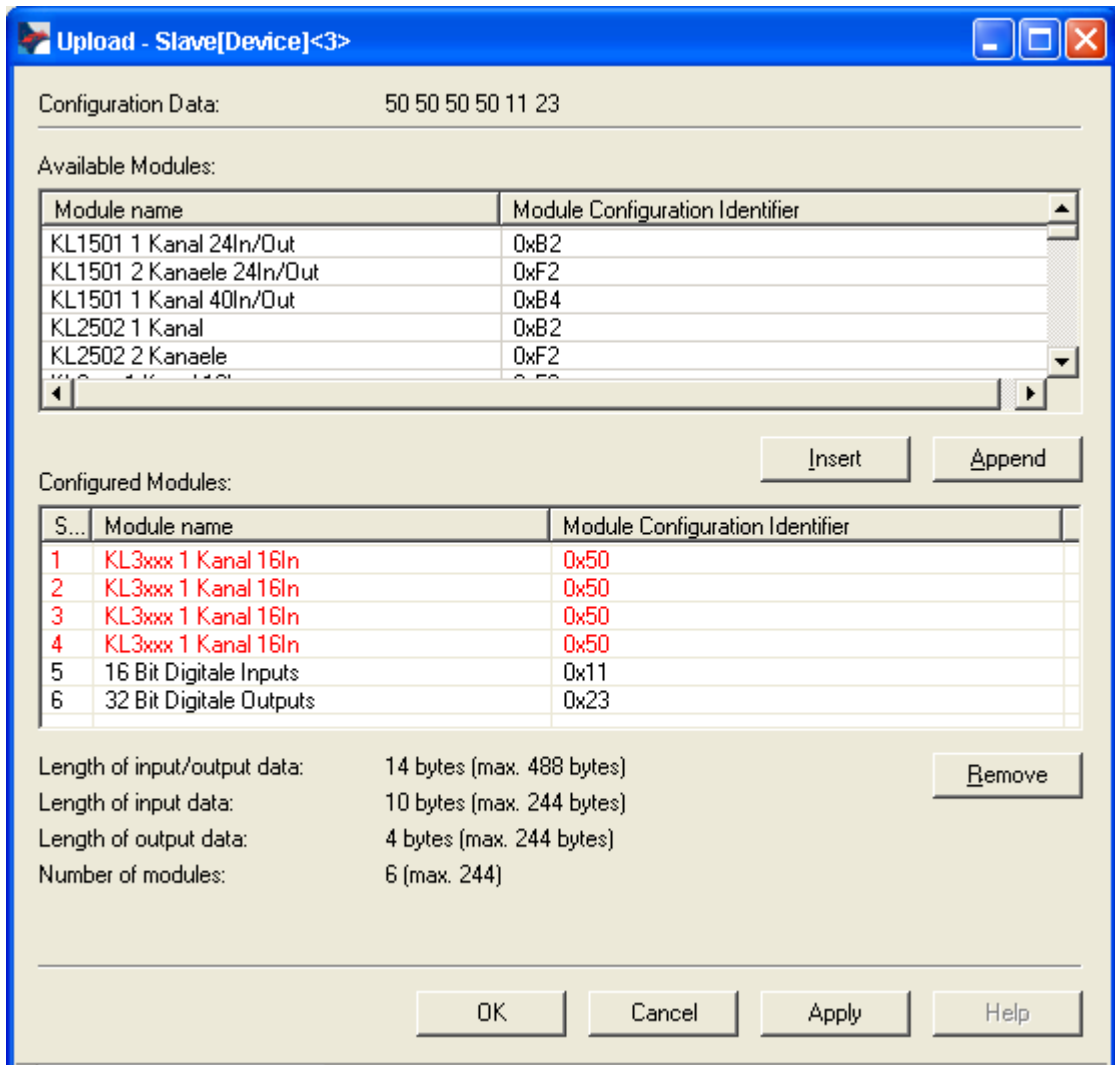 Upload - Slave[Device]<3>
Configuration Data: 50 50 50 50 11 23
Available Modules:
Module name Module Configuration Identifier
KL1501 1 Kanal 24In/Out 0xB2
KL1501 2 Kanaele 24In/Out 0xF2
KL1501 1 Kanal 40In/Out 0xB4
KL2502 1 Kanal 0xB2
KL2502 2 Kanaele 0xF2
Insert Append
Configured Modules:
S... Module name Module Configuration Identifier
1 KL3xxx 1 Kanal 16In 0x50
2 KL3xxx 1 Kanal 16In 0x50
3 KL3xxx 1 Kanal 16In 0x50
4 KL3xxx 1 Kanal 16In 0x50
5 16 Bit Digitale Inputs 0x11
6 32 Bit Digitale Outputs 0x23
Length of input/output data: 14 bytes (max. 488 bytes)
Remove
Length of input data: 10 bytes (max. 244 bytes)
Length of output data: 4 bytes (max. 244 bytes)
Number of modules: 6 (max. 244)
OK Cancel Apply Help